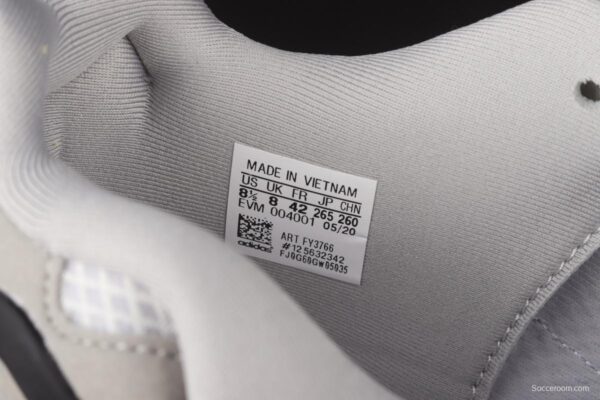 MADE IN VIETNAM
US UK FR JP CHN
8½ 8 42 265 260
EVM 004001 05/20
ART FY3766
#125632342
FJ0G60GW05035
adidas
Socceroom.com